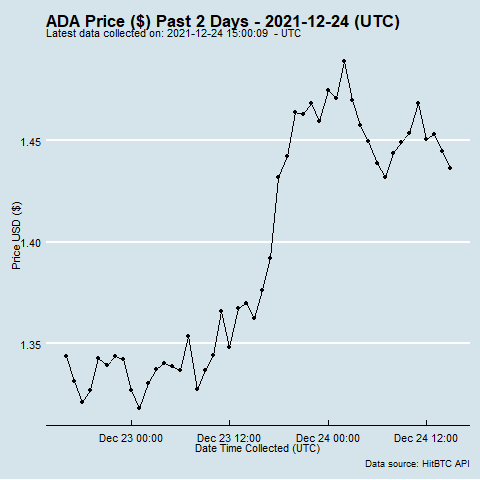 ADA Price ($) Past 2 Days - 2021-12-24 (UTC)
Latest data collected on: 2021-12-24 15:00:09 - UTC
1.45
1.40
1.35
Price USD ($)
Dec 23 00:00 Dec 23 12:00 Dec 24 00:00 Dec 24 12:00
Date Time Collected (UTC)
Data source: HitBTC API